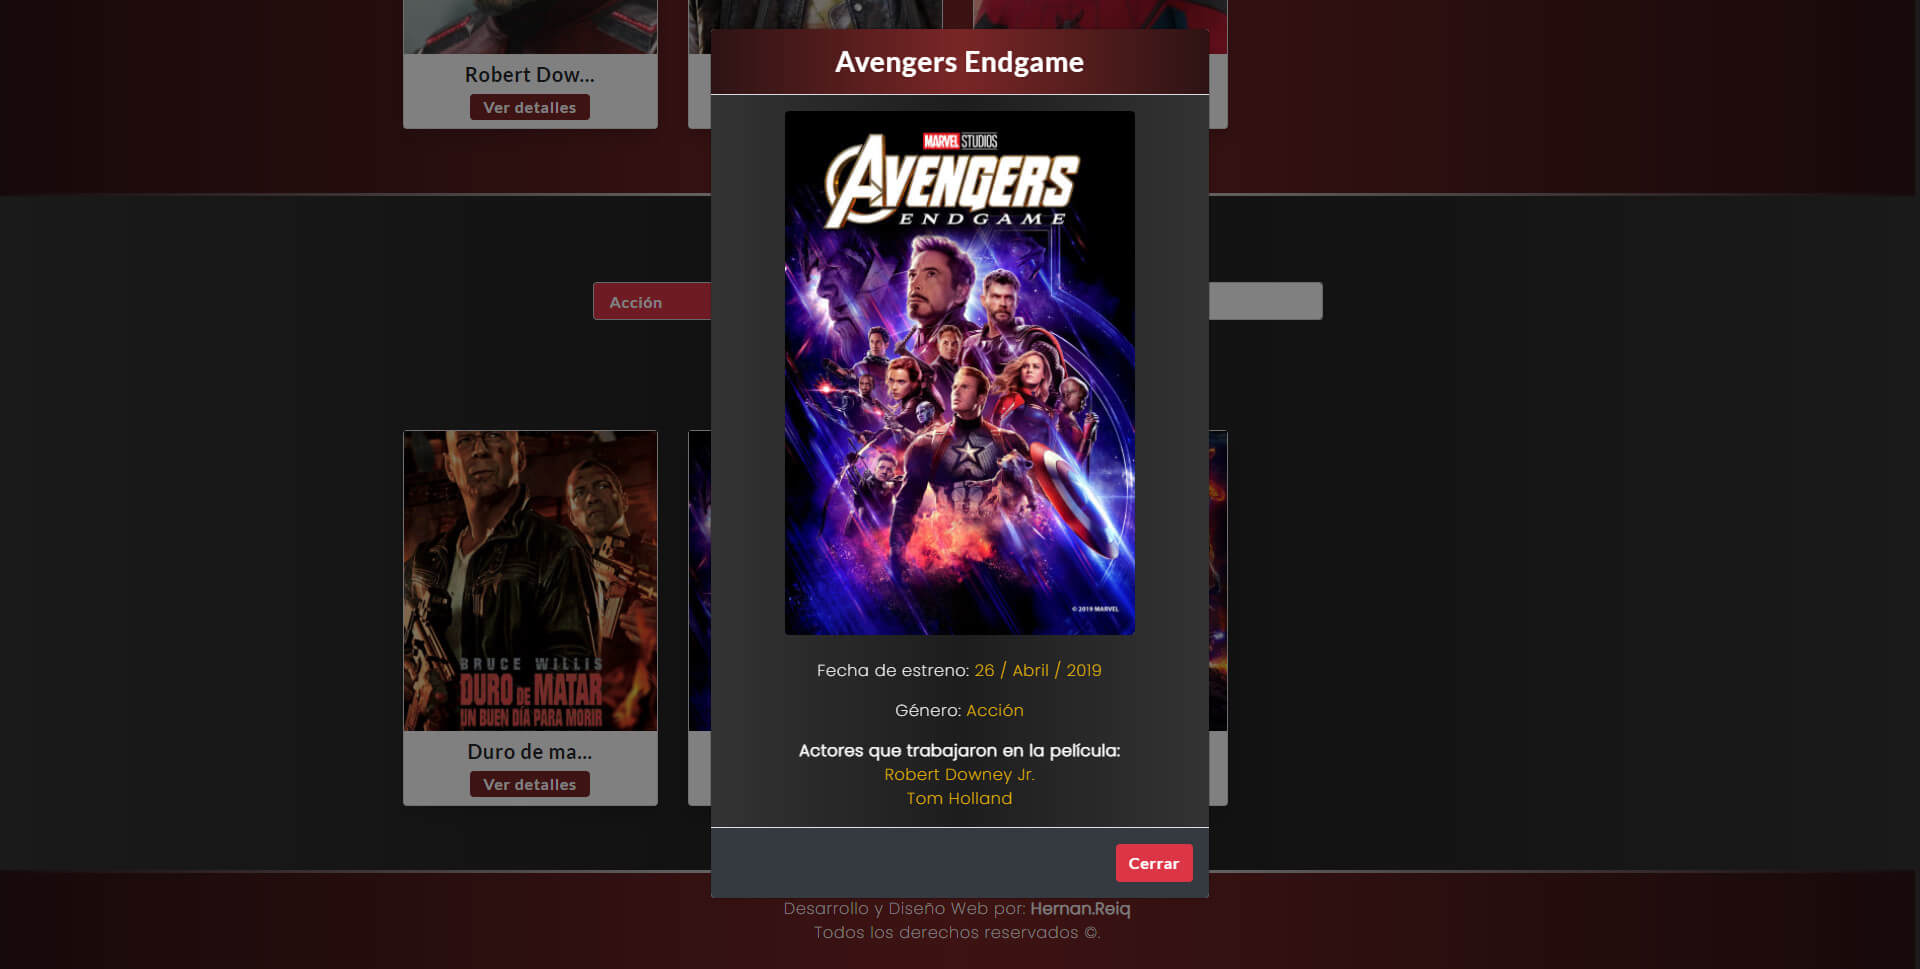 Avengers Endgame
Robert Dow...
Ver detalles
MARVEL STUDIOS
AVENGERS
ENDGAME
Acción
© 2019 MARVEL
BRUCE WILLIS
DURO DE MATAR
UN BUEN DÍA PARA MORIR
Duro de ma...
Ver detalles
Fecha de estreno: 26 / Abril / 2019
Género: Acción
Actores que trabajaron en la película:
Robert Downey Jr.
Tom Holland
Cerrar
Desarrollo y Diseño Web por: Hernan.Reiq
Todos los derechos reservados ©.